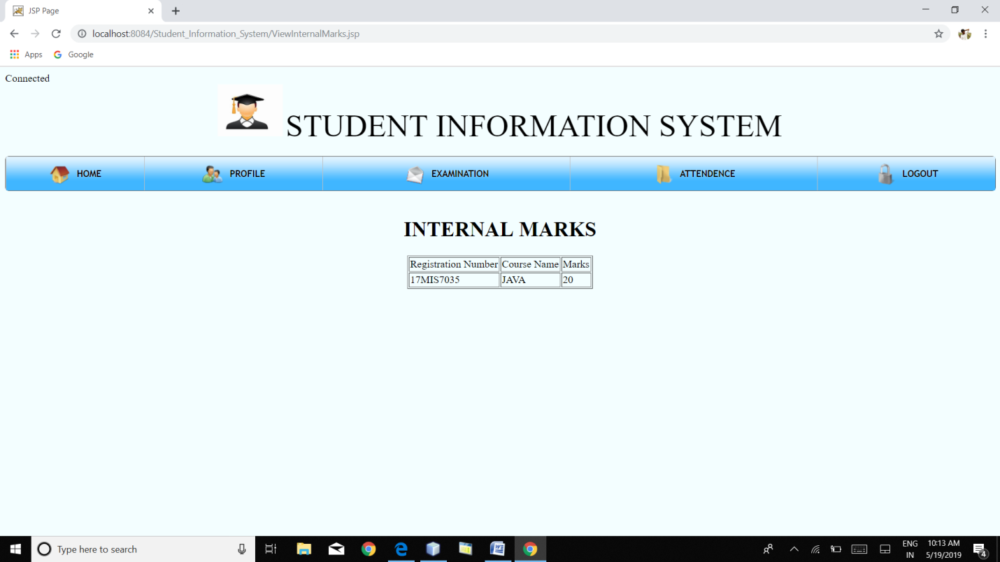 JSP Page
localhost:8084/Student_Information_System/ViewInternalMarks.jsp
Apps Google
Connected
STUDENT INFORMATION SYSTEM
HOME PROFILE EXAMINATION ATTENDENCE LOGOUT
INTERNAL MARKS
Registration Number Course Name Marks
17MIS7035 JAVA 20
Type here to search
ENG 10:13 AM
IN 5/19/2019 4